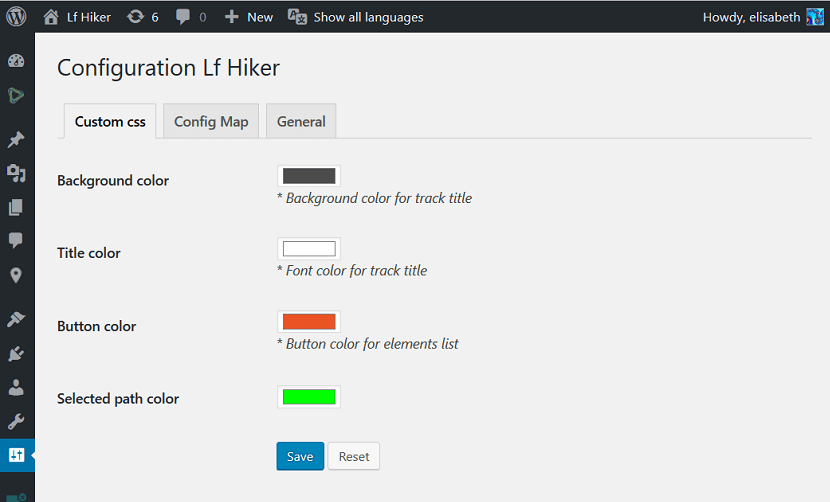 Lf Hiker 6 0 New Show all languages Howdy, elisabeth
Configuration Lf Hiker
Custom css Config Map General
Background color
* Background color for track title
Title color
* Font color for track title
Button color
* Button color for elements list
Selected path color
Save Reset